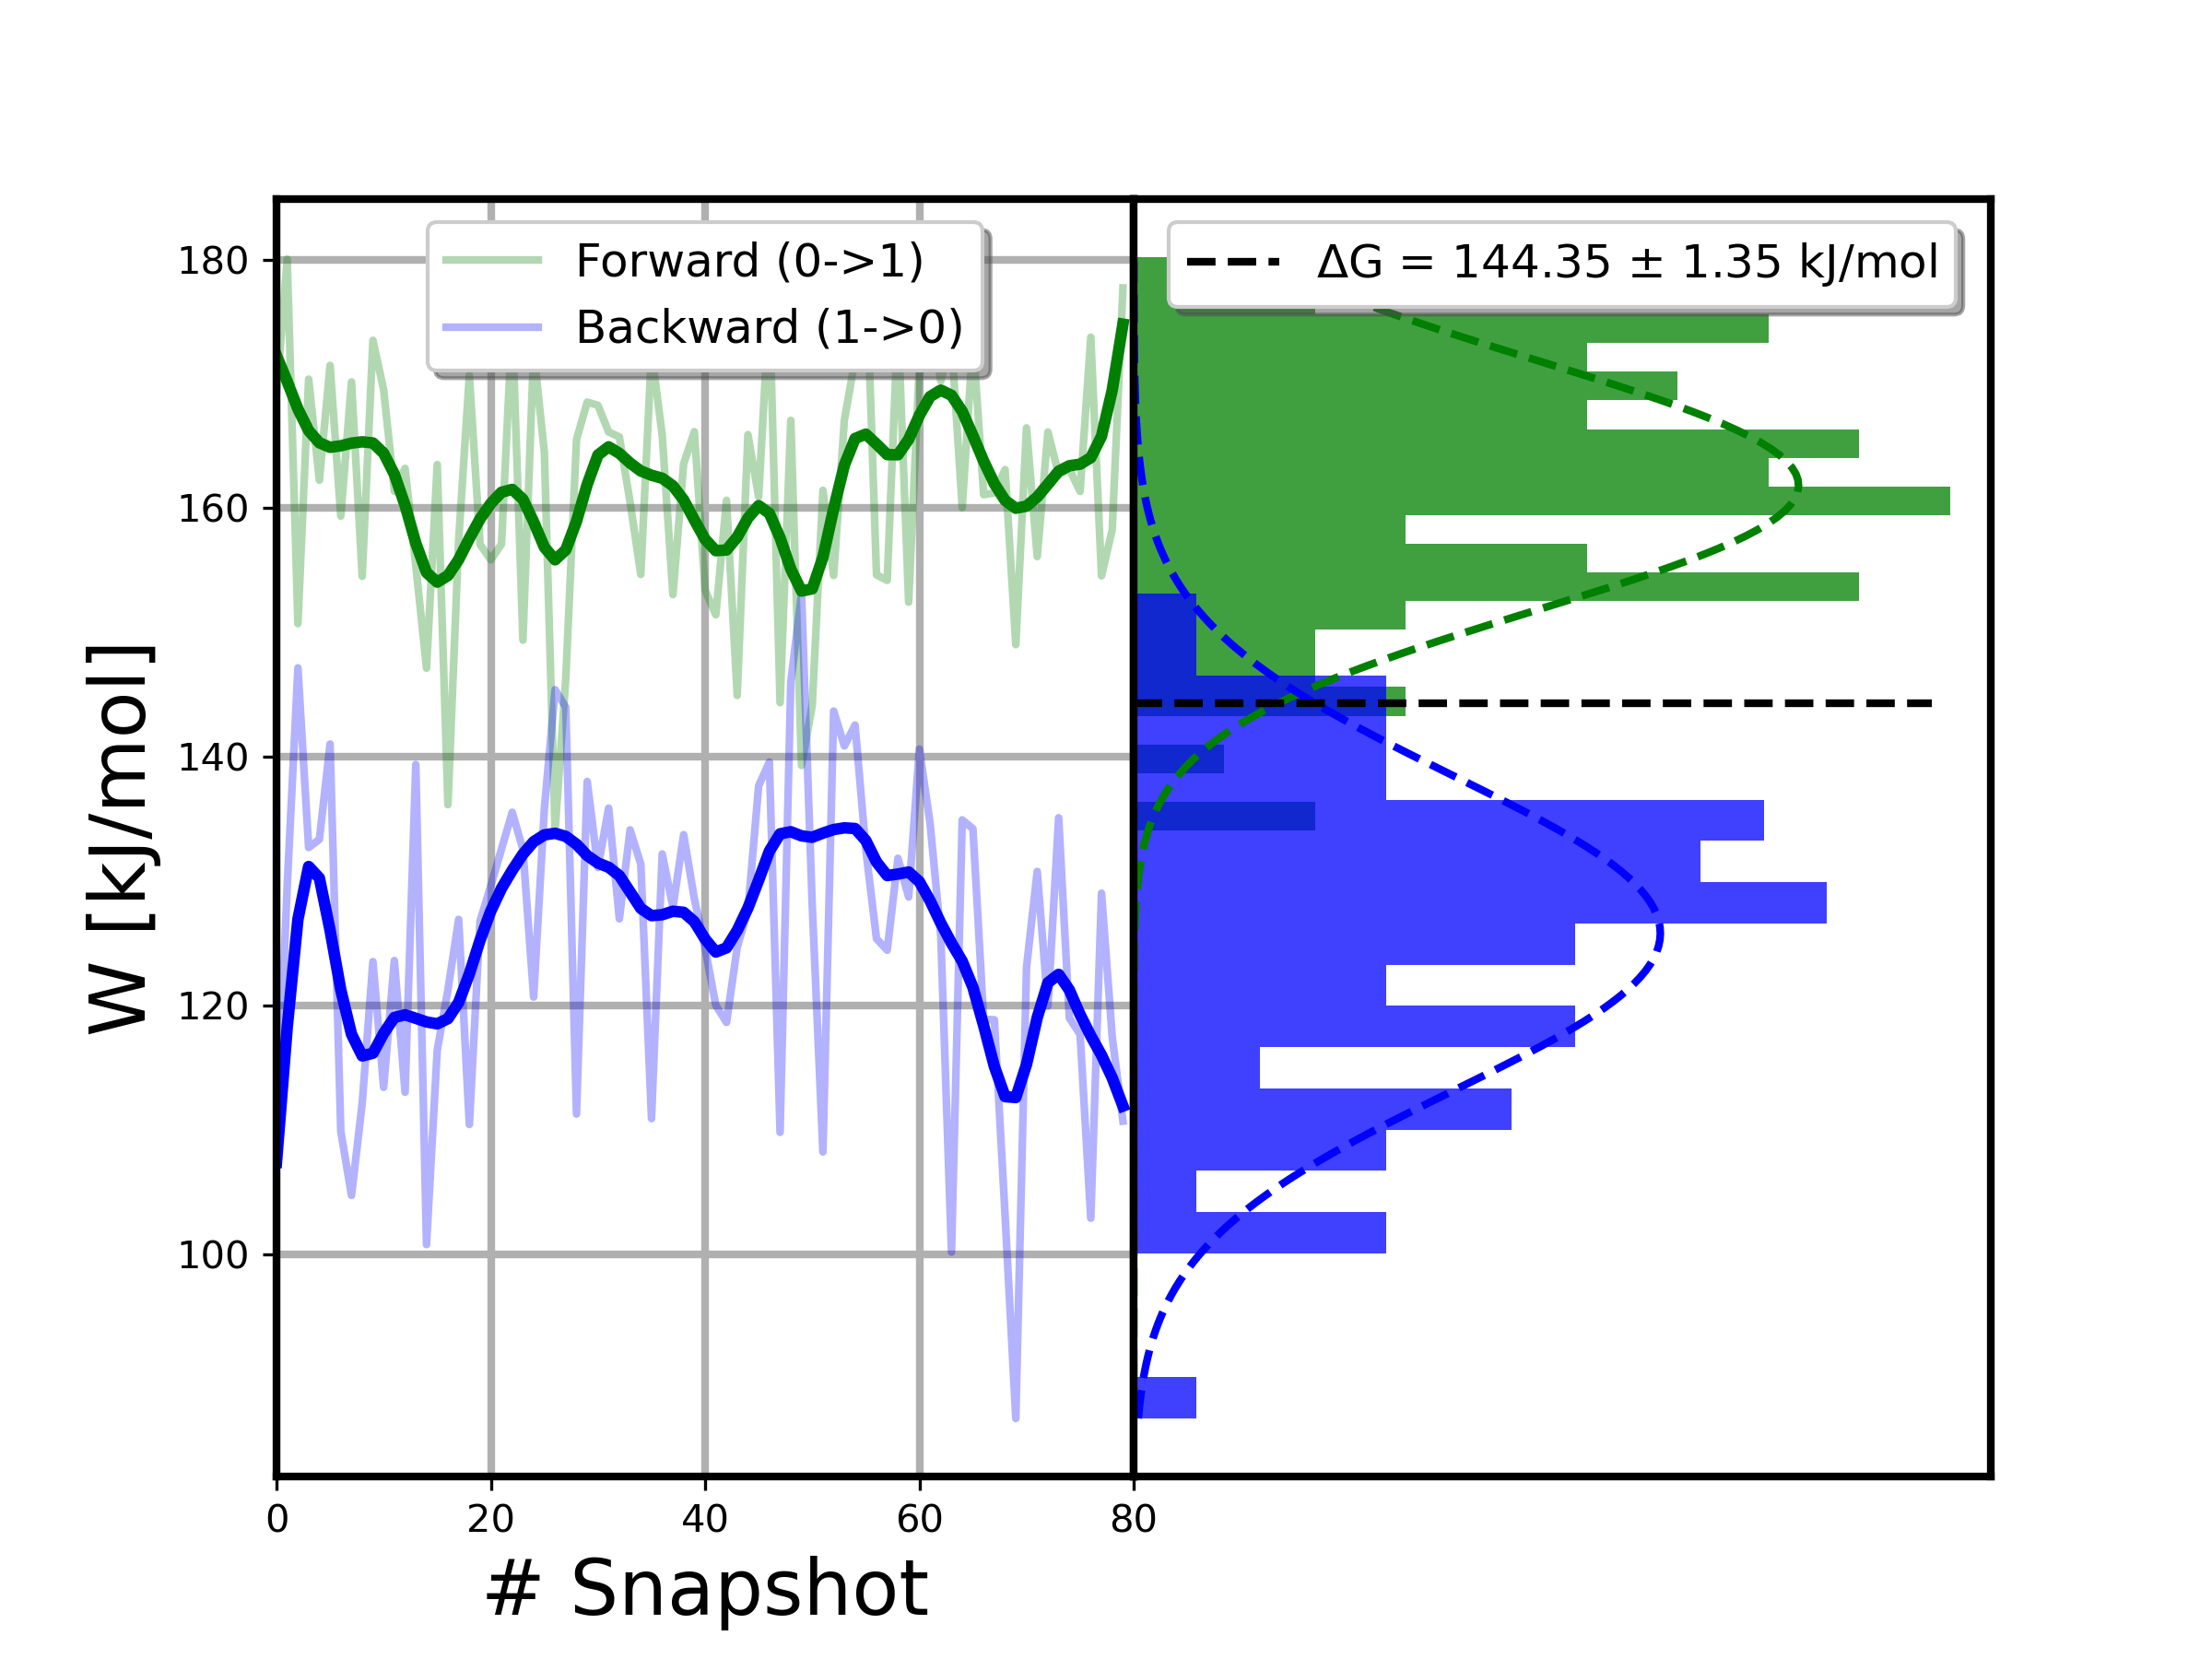 Forward (0->1)
Backward (1->0)
ΔG = 144.35 ± 1.35 kJ/mol
W [kJ/mol]
180
160
140
120
100
0 20 40 60 80
# Snapshot